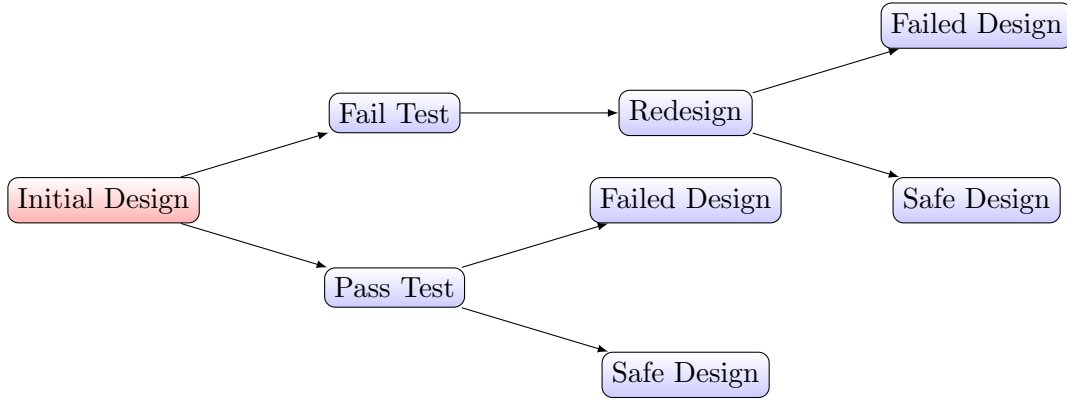 Failed Design
Fail Test
Redesign
Initial Design
Failed Design
Safe Design
Pass Test
Safe Design